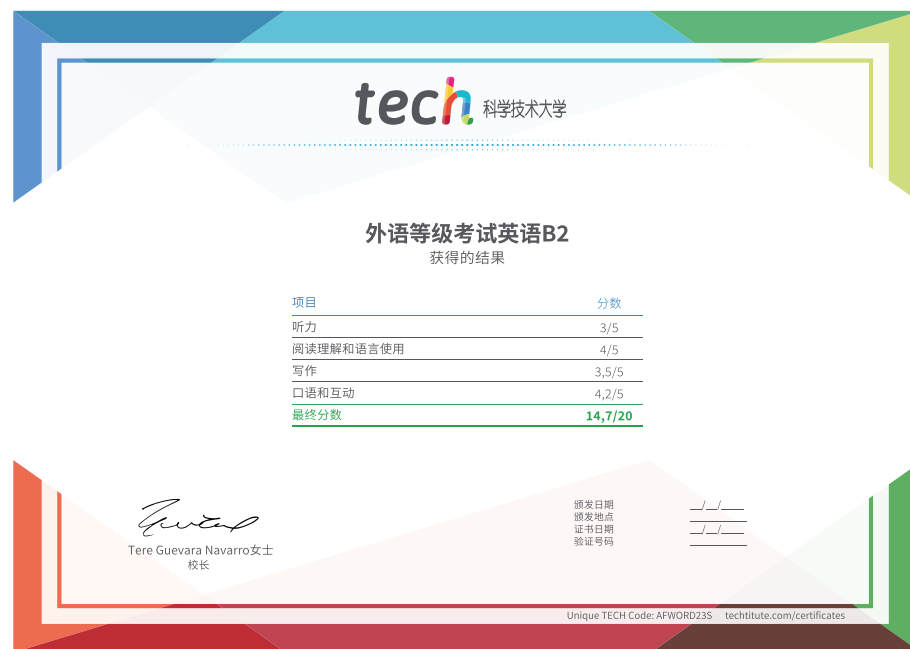 tech 科学技术大学
外语等级考试英语B2
获得的结果
项目 分数
听力 3/5
阅读理解和语言使用 4/5
写作 3,5/5
口语和互动 4,2/5
最终分数 14,7/20
颁发日期 __/__/____
颁发地点 ________
证书日期 __/__/____
验证号码 ________
Tere Guevara Navarro女士
校长
Unique TECH Code: AFWORD23S techtitute.com/certificates